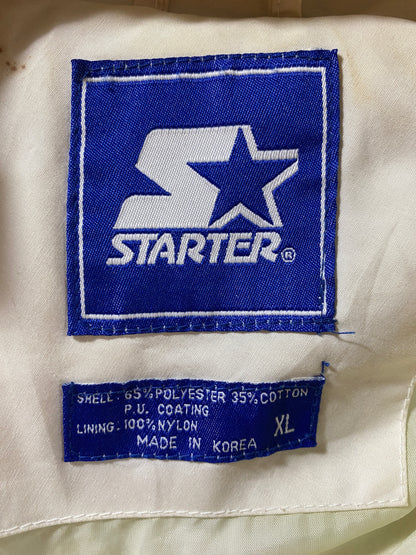 STARTER®
SHELL: 65% POLYESTER 35% COTTON
P.U. COATING
LINING: 100% NYLON
XL
MADE IN KOREA